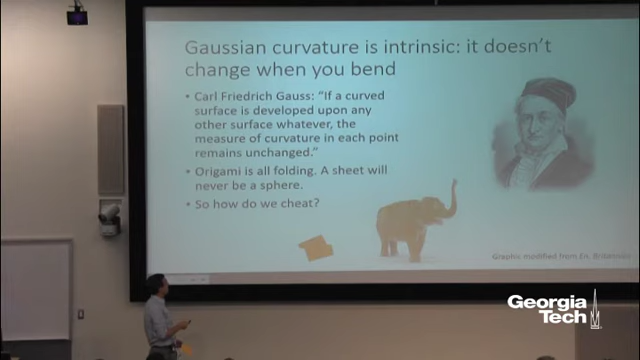 Gaussian curvature is intrinsic: it doesn't
change when you bend
• Carl Friedrich Gauss: "If a curved
surface is developed upon any
other surface whatever, the
measure of curvature in each point
remains unchanged."
• Origami is all folding. A sheet will
never be a sphere.
• So how do we cheat?
Graphic modified from En. Britannica
Georgia
Tech